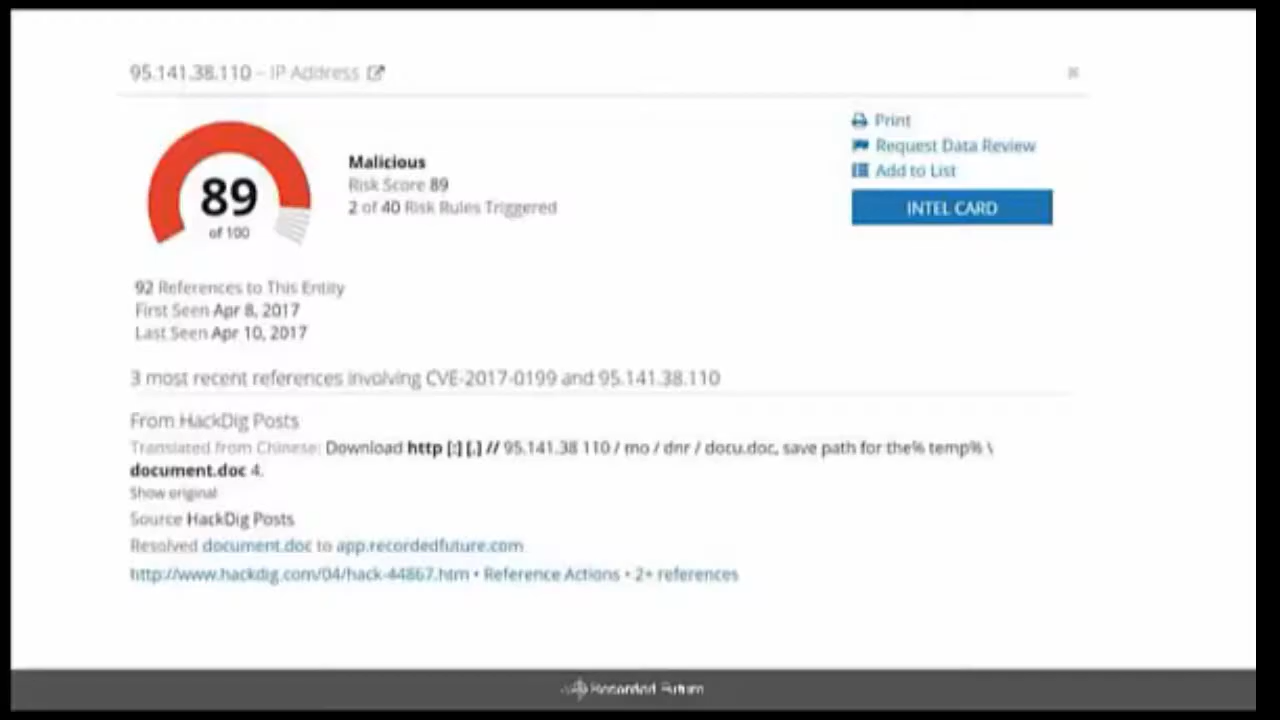 95.141.38.110 – IP Address
89
of 100
Malicious
Risk Score 89
2 of 40 Risk Rules Triggered
Print
Request Data Review
Add to List
INTEL CARD
92 References to This Entity
First Seen Apr 8, 2017
Last Seen Apr 10, 2017
3 most recent references involving CVE-2017-0199 and 95.141.38.110
From HackDig Posts
Translated from Chinese: Download http [:] [.] // 95.141.38 110 / mo / dnr / docu.doc, save path for the% temp% \
document.doc 4.
Show original
Source HackDig Posts
Resolved document.doc to app.recordedfuture.com
http://www.hackdig.com/04/hack-44867.htm • Reference Actions • 2+ references
Recorded Future